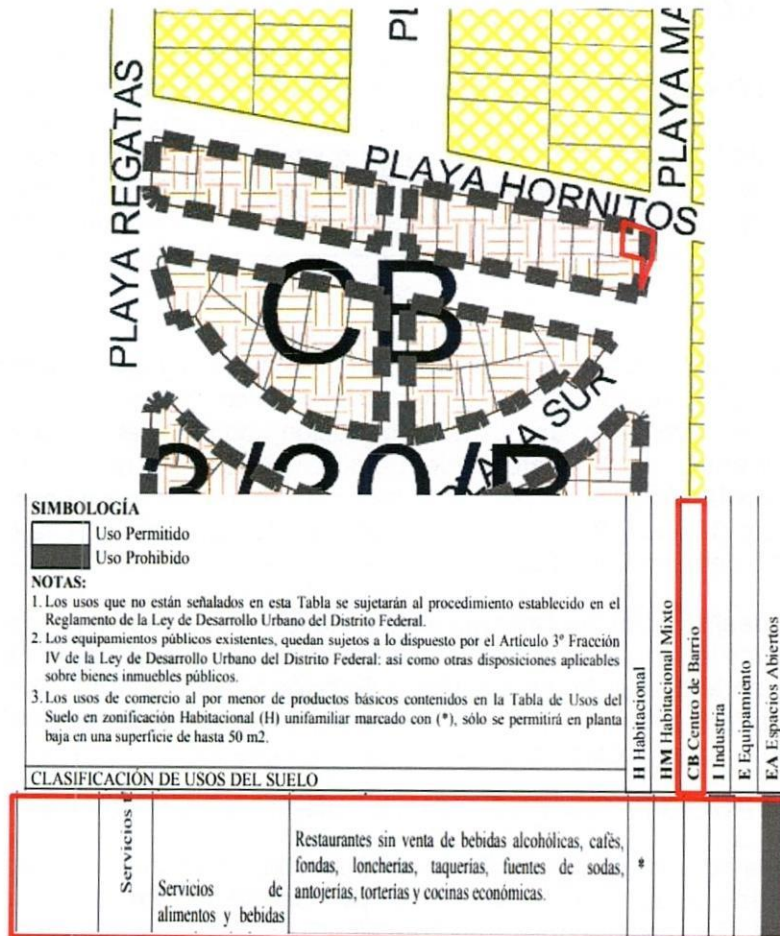 PLAYA REGATAS
PL
PLAYA MA
PLAYA HORNITOS
CB
PLAYA SUR
3/20/B
SIMBOLOGÍA
Uso Permitido
Uso Prohibido
NOTAS:
1. Los usos que no están señalados en esta Tabla se sujetarán al procedimiento establecido en el
Reglamento de la Ley de Desarrollo Urbano del Distrito Federal.
2. Los equipamientos públicos existentes, quedan sujetos a lo dispuesto por el Artículo 3º Fracción
IV de la Ley de Desarrollo Urbano del Distrito Federal: así como otras disposiciones aplicables
sobre bienes inmuebles públicos.
3. Los usos de comercio al por menor de productos básicos contenidos en la Tabla de Usos del
Suelo en zonificación Habitacional (H) unifamiliar marcado con (*), sólo se permitirá en planta
baja en una superficie de hasta 50 m2.
CLASIFICACIÓN DE USOS DEL SUELO
H Habitacional
HM Habitacional Mixto
CB Centro de Barrio
I Industria
E Equipamiento
EA Espacios Abiertos
Servicios
Servicios de
alimentos y bebidas
Restaurantes sin venta de bebidas alcohólicas, cafés,
fondas, loncherías, taquerías, fuentes de sodas,
antojerías, torterías y cocinas económicas.
*